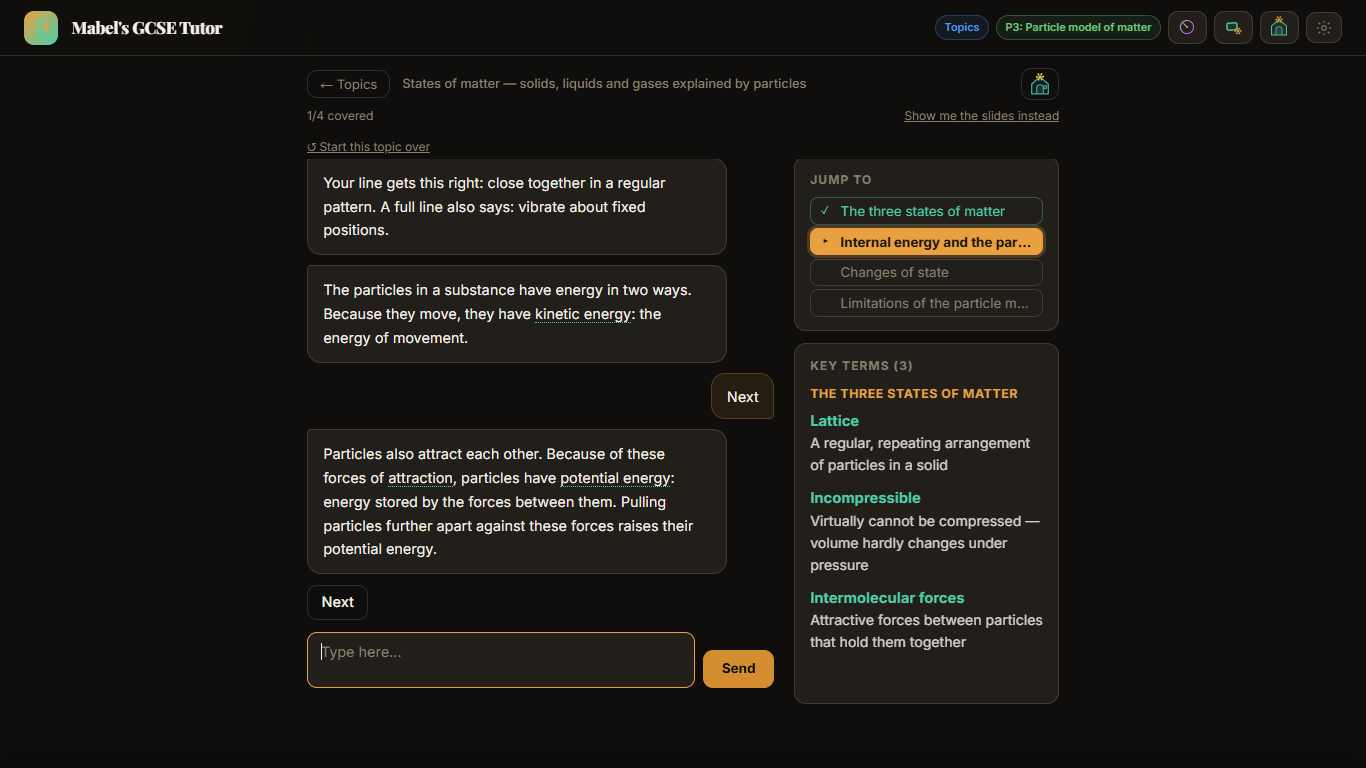 Mabel's GCSE Tutor
Topics
P3: Particle model of matter
← Topics
States of matter — solids, liquids and gases explained by particles
1/4 covered
Show me the slides instead
↺ Start this topic over
Your line gets this right: close together in a regular
pattern. A full line also says: vibrate about fixed
positions.
The particles in a substance have energy in two ways.
Because they move, they have kinetic energy: the
energy of movement.
Next
Particles also attract each other. Because of these
forces of attraction, particles have potential energy:
energy stored by the forces between them. Pulling
particles further apart against these forces raises their
potential energy.
Next
Type here...
Send
JUMP TO
✓ The three states of matter
▸ Internal energy and the par...
Changes of state
Limitations of the particle m...
KEY TERMS (3)
THE THREE STATES OF MATTER
Lattice
A regular, repeating arrangement
of particles in a solid
Incompressible
Virtually cannot be compressed —
volume hardly changes under
pressure
Intermolecular forces
Attractive forces between particles
that hold them together